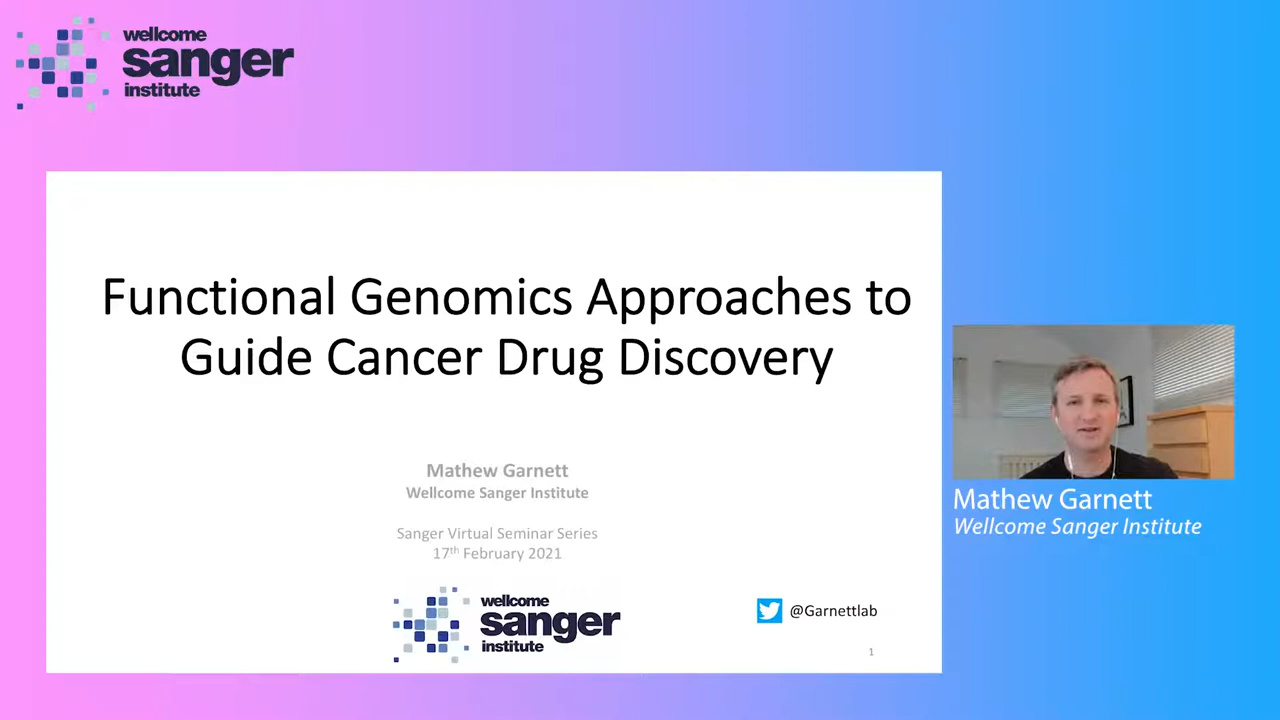 wellcome
sanger
institute
Functional Genomics Approaches to
Guide Cancer Drug Discovery
Mathew Garnett
Wellcome Sanger Institute
Sanger Virtual Seminar Series
17th February 2021
wellcome
sanger
institute
@Garnettlab
1
Mathew Garnett
Wellcome Sanger Institute